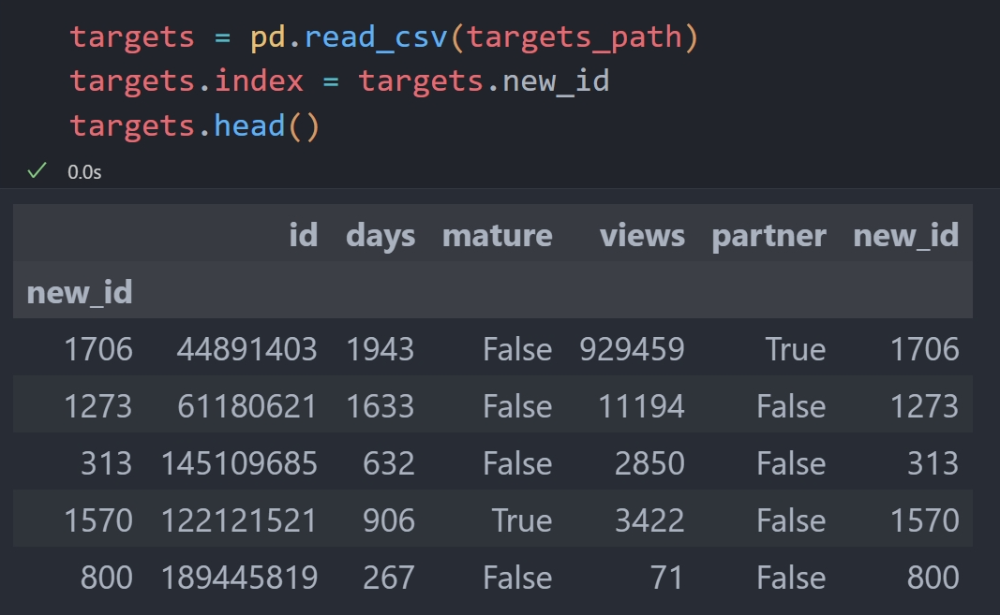 targets = pd.read_csv(targets_path)
targets.index = targets.new_id
targets.head()
✓ 0.0s
id days mature views partner new_id
new_id
1706 44891403 1943 False 929459 True 1706
1273 61180621 1633 False 11194 False 1273
313 145109685 632 False 2850 False 313
1570 122121521 906 True 3422 False 1570
800 189445819 267 False 71 False 800